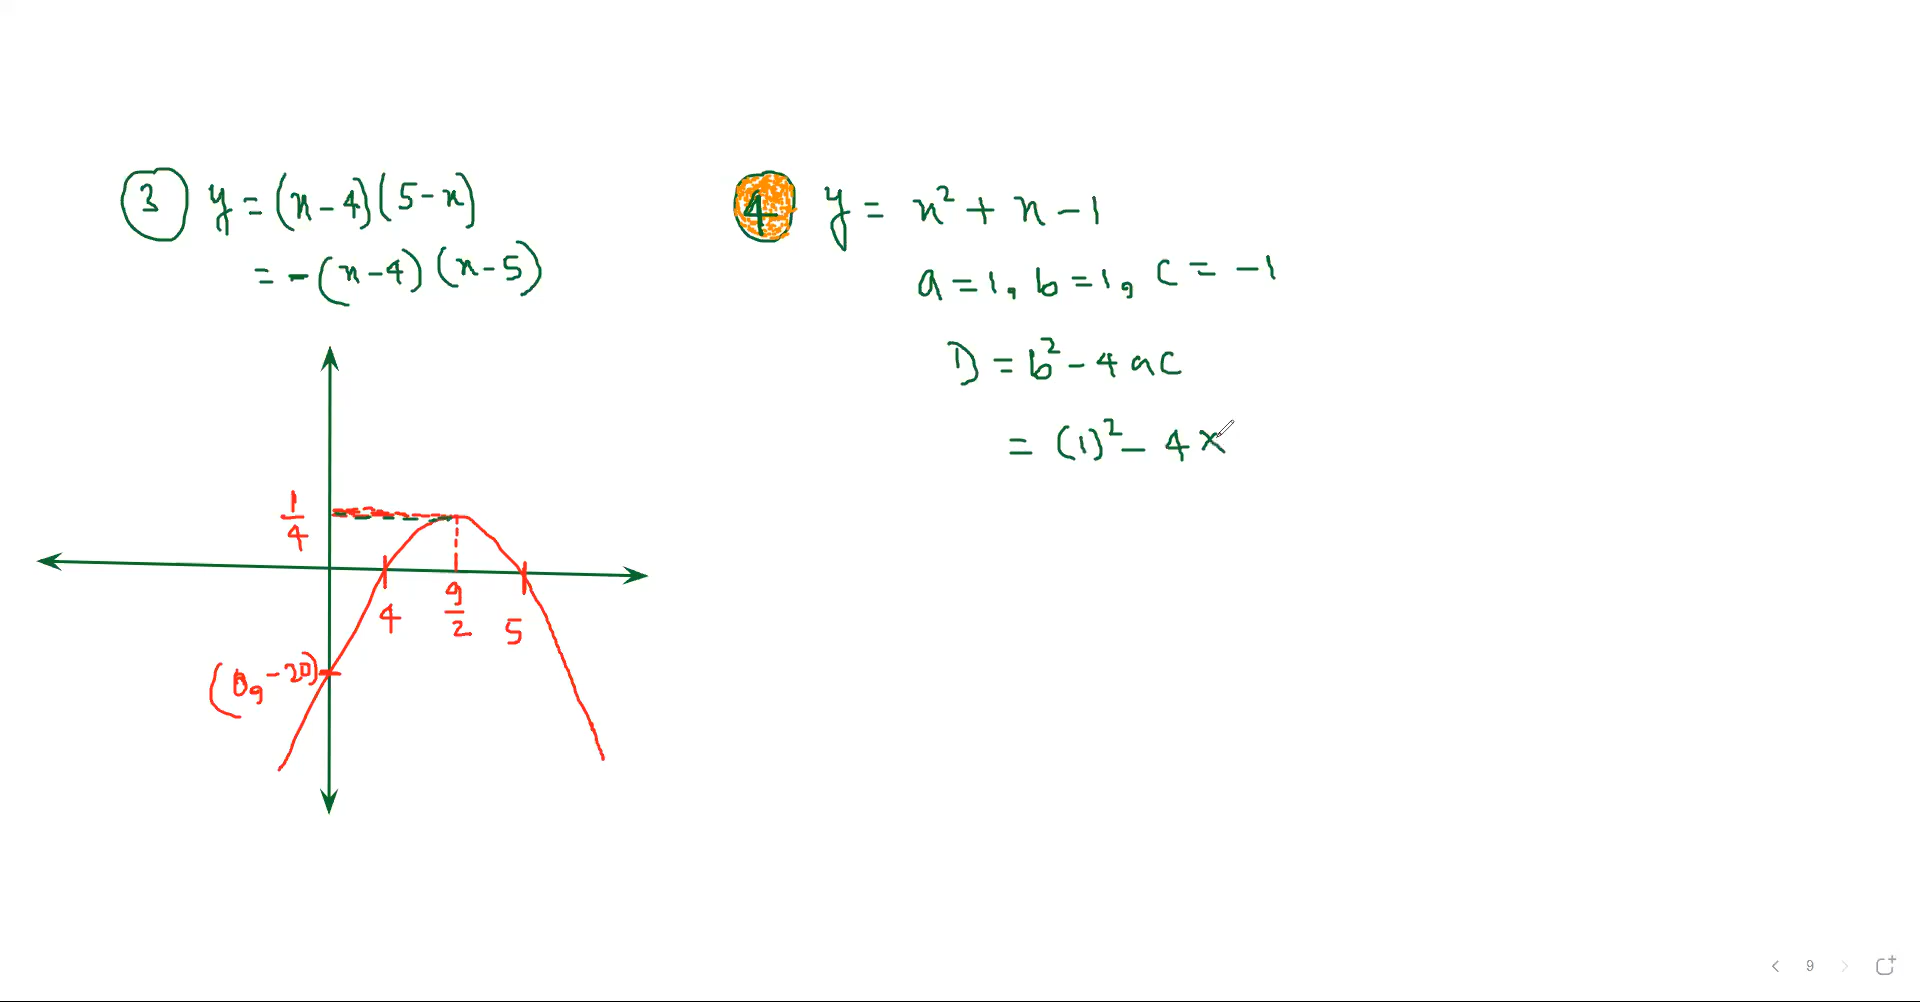 3 y = (x-4)(5-x)
= -(x-4)(x-5)
1/4
4 9/2 5
(0, -20)
4 y = x² + x - 1
a = 1, b = 1, c = -1
D = b² - 4ac
= (1)² - 4×
9